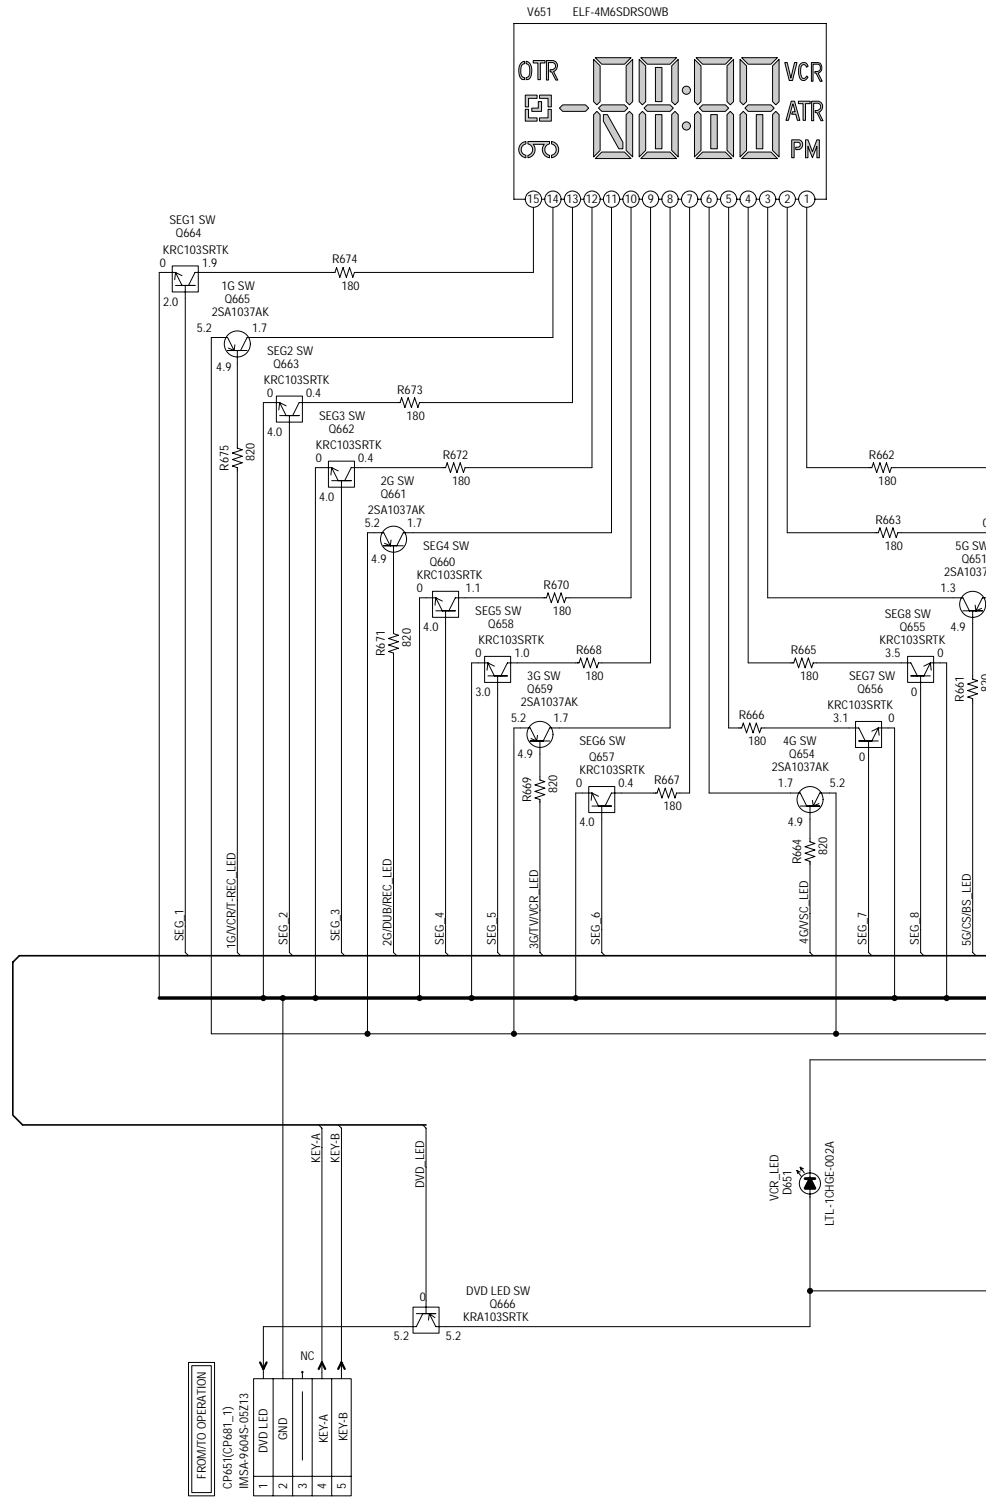 V651 ELF-4M6SDRSOWB
OTR
VCR
ATR
PM
15 14 13 12 11 10 9 8 7 6 5 4 3 2 1
SEG1 SW
Q664
KRC103SRTK
0 1.9
2.0
R674
180
1G SW
Q665
2SA1037AK
5.2 1.7
4.9
SEG2 SW
Q663
KRC103SRTK
0 0.4
4.0
R673
180
R675
820
SEG3 SW
Q662
KRC103SRTK
0 0.4
4.0
R672
180
R662
180
2G SW
Q661
2SA1037AK
5.2 1.7
4.9
R663
180
SEG4 SW
Q660
KRC103SRTK
0 1.1
4.0
R670
180
5G SW
Q651
2SA1037
1.3
4.9
R671
820
SEG5 SW
Q658
KRC103SRTK
0 1.0
3.0
R668
180
R665
180
SEG8 SW
Q655
KRC103SRTK
3.5 0
0
R661
820
3G SW
Q659
2SA1037AK
5.2 1.7
4.9
R666
180
SEG7 SW
Q656
KRC103SRTK
3.1 0
0
SEG6 SW
Q657
KRC103SRTK
0 0.4
4.0
R667
180
R669
820
4G SW
Q654
2SA1037AK
1.7 5.2
4.9
R664
820
SEG_1
1G/VCR/T-REC_LED
SEG_2
SEG_3
2G/DUB/REC_LED
SEG_4
SEG_5
3G/TV/VCR_LED
SEG_6
4G/VSC_LED
SEG_7
SEG_8
5G/CS/BS_LED
KEY-A
KEY-B
DVD_LED
VCR_LED
D651
LTL-1CHGE-002A
DVD LED SW
Q666
KRA103SRTK
0
5.2 5.2
NC
FROM/TO OPERATION
CP651(CP681_1)
IMSA-9604S-05Z13
1 DVD LED
2 GND
3
4 KEY-A
5 KEY-B